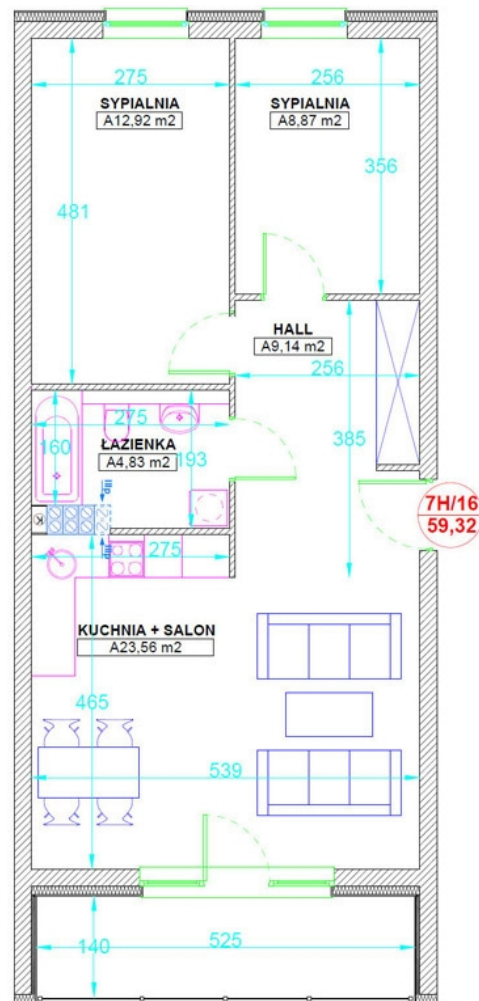 275
256
SYPIALNIA
A12,92 m2
SYPIALNIA
A8,87 m2
356
481
HALL
A9,14 m2
256
275
160
ŁAZIENKA
A4,83 m2
193
385
7H/16
59,32
K
275
KUCHNIA + SALON
A23,56 m2
465
539
525
140